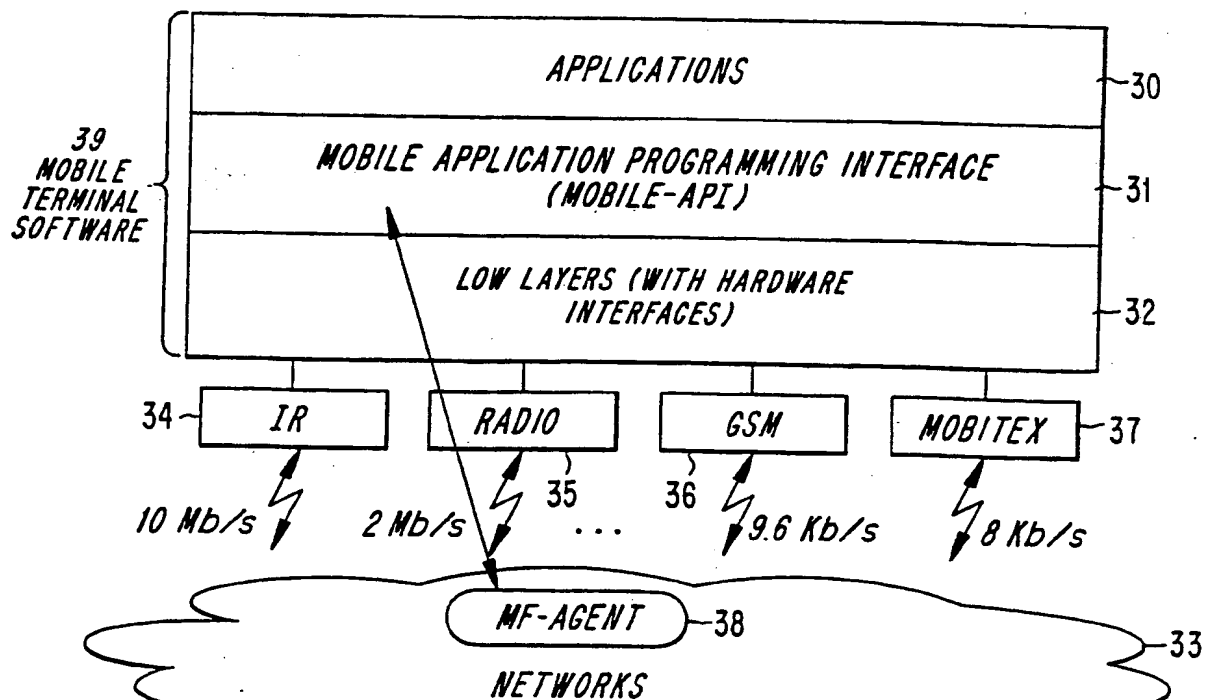 APPLICATIONS
30
39
MOBILE
TERMINAL
SOFTWARE
MOBILE APPLICATION PROGRAMMING INTERFACE
(MOBILE-API)
31
LOW LAYERS (WITH HARDWARE
INTERFACES)
32
34
IR
RADIO
GSM
MOBITEX
37
35
36
10 Mb/s
2 Mb/s
...
9.6 Kb/s
8 Kb/s
MF-AGENT
38
33
NETWORKS